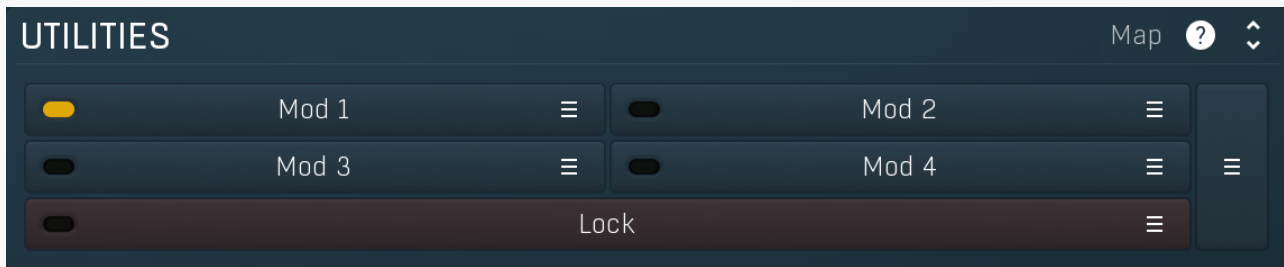 UTILITIES Map ?
Mod 1 Mod 2
Mod 3 Mod 4
Lock